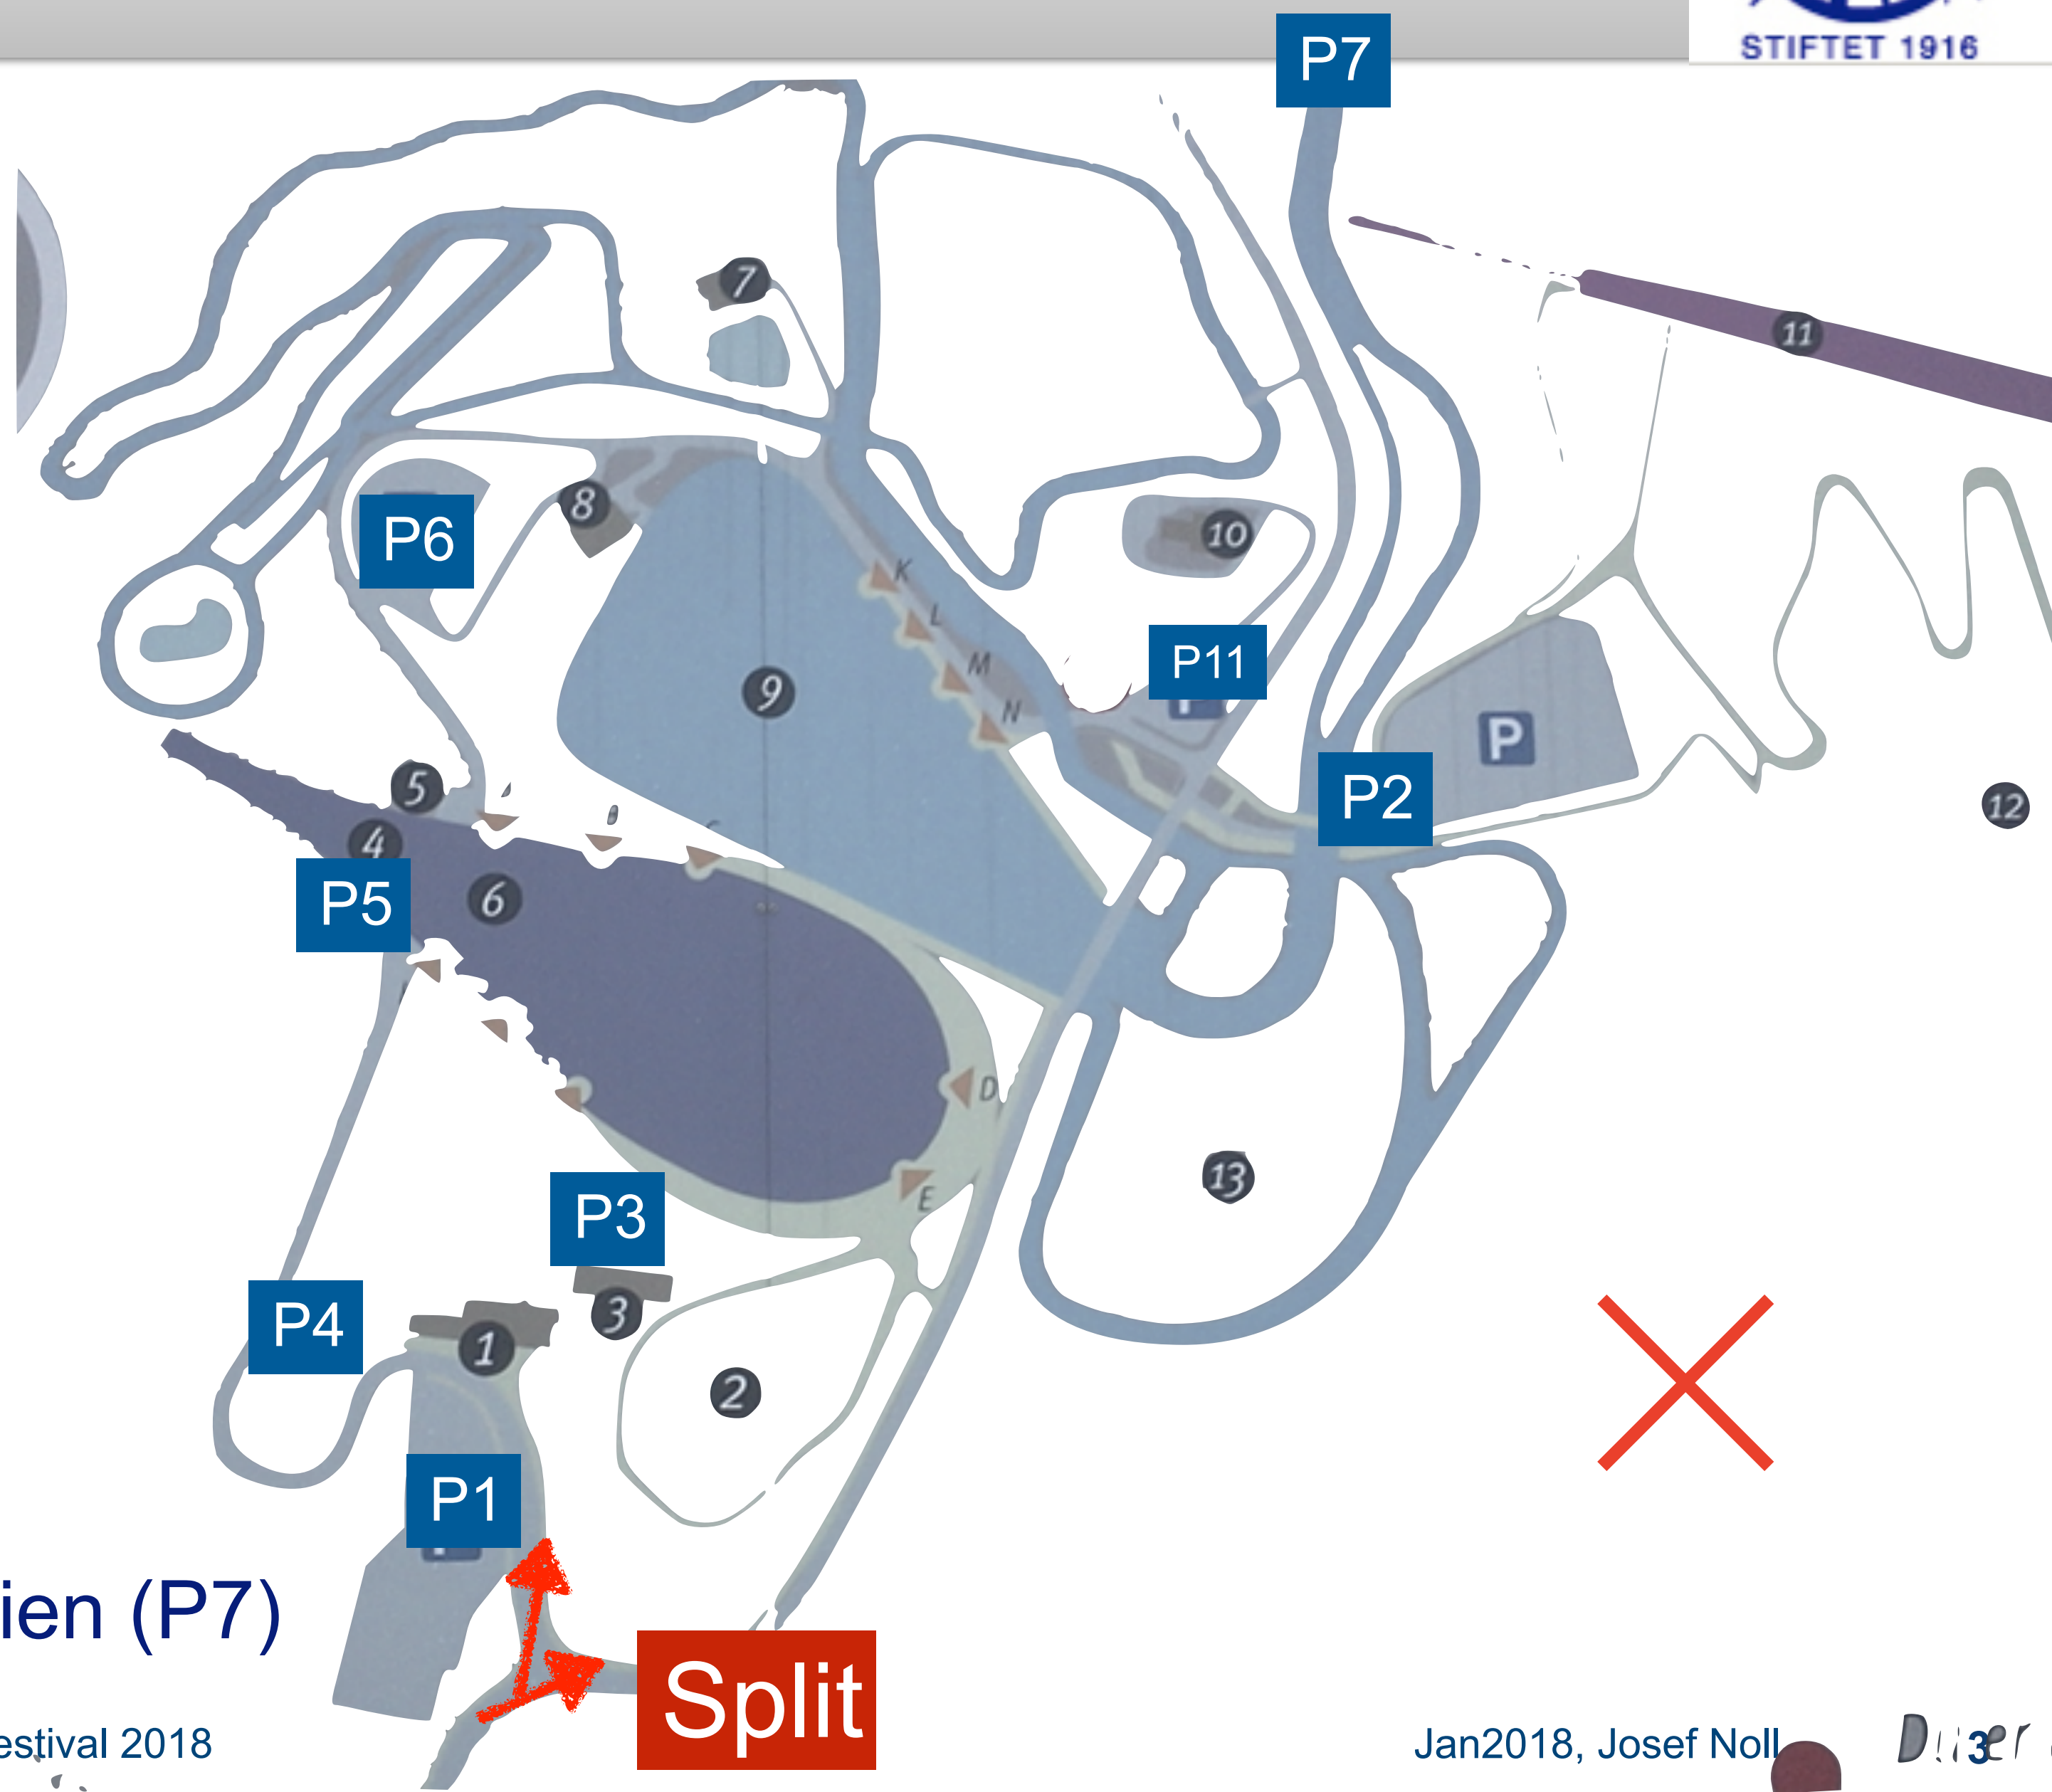 STIFTET 1916
P7
7
11
8
P6
10
K
L
P11
M
9
N
P
5
P2
12
4
P5
6
D
13
E
P3
P4
3
1
2
P1
ien (P7)
Split
estival 2018
Jan2018, Josef Noll
3